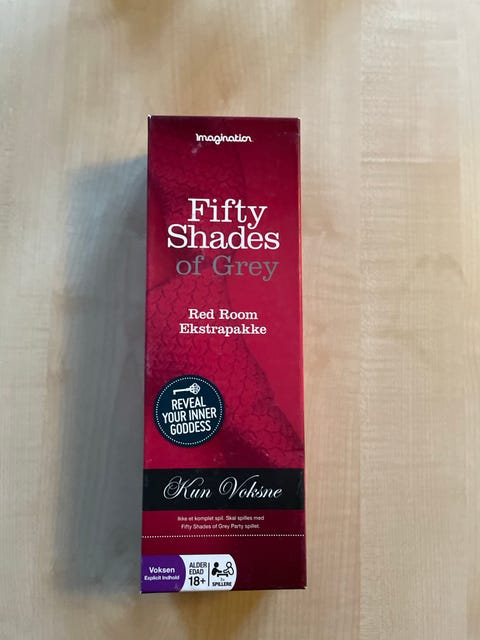 Imagination
Fifty
Shades
of Grey
Red Room
Ekstrapakke
REVEAL
YOUR INNER
GODDESS
Kun Voksne
Ikke et komplet spil. Skal spilles med
Fifty Shades of Grey Party spillet.
Voksen
Explicit Indhold
ALDER
EDAD
18+
3+
SPILLERE